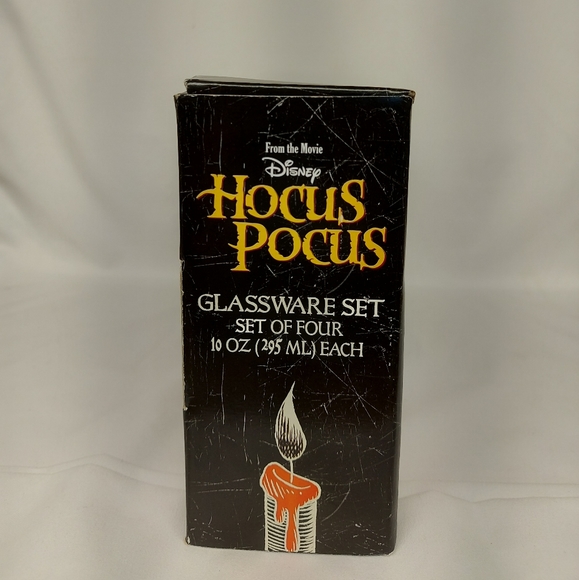 From the Movie
Disney
HOCUS
POCUS
GLASSWARE SET
SET OF FOUR
10 OZ (295 ML) EACH